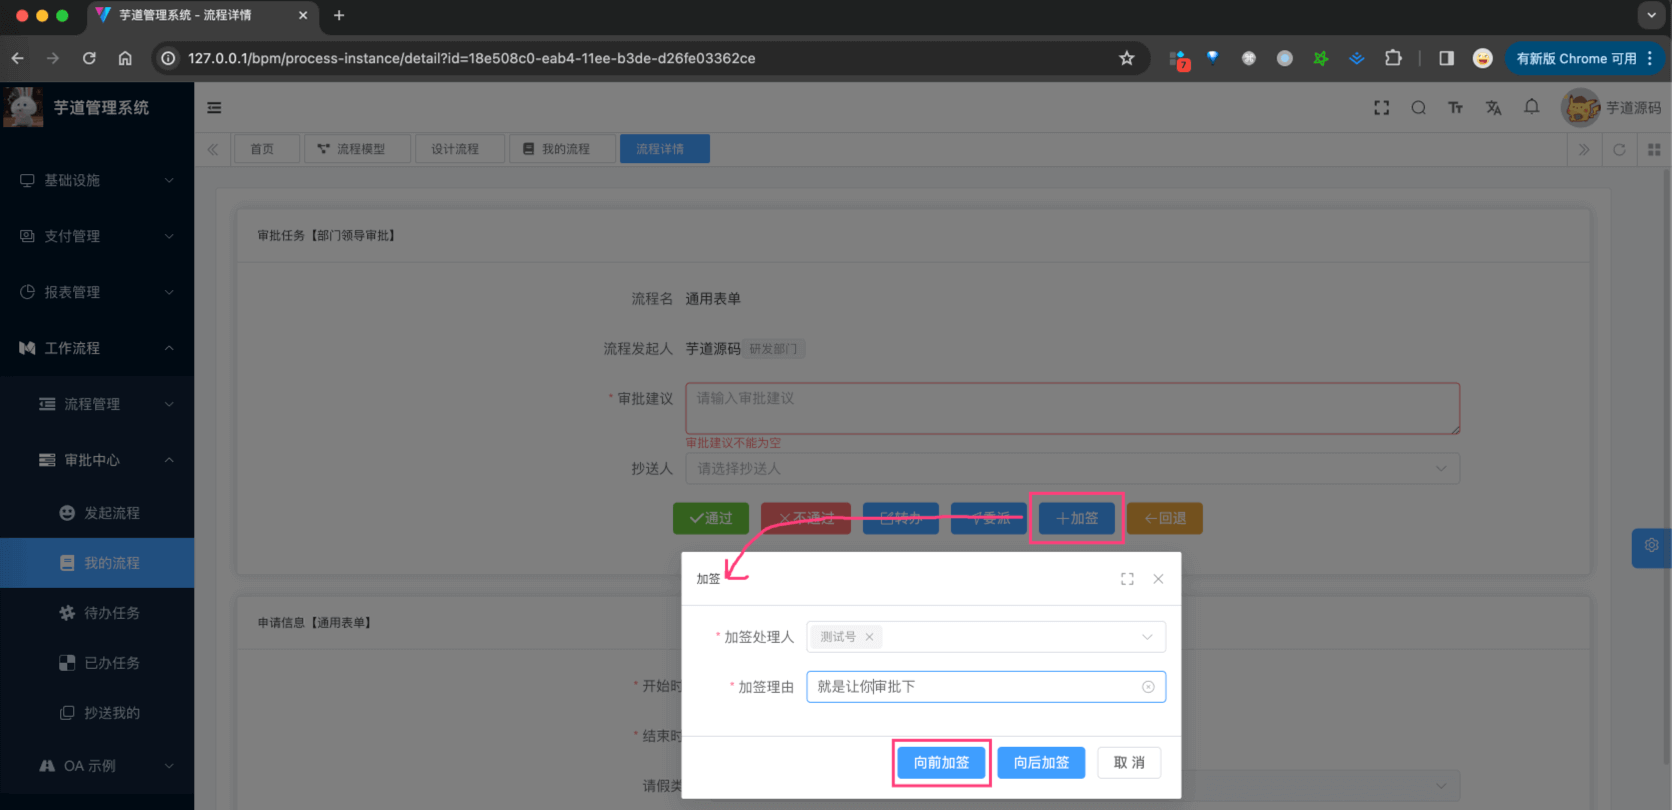 芋道管理系统 - 流程详情
127.0.0.1/bpm/process-instance/detail?id=18e508c0-eab4-11ee-b3de-d26fe03362ce
7
有新版 Chrome 可用
芋道管理系统
芋道源码
首页
流程模型
设计流程
我的流程
流程详情
基础设施
支付管理
报表管理
工作流程
流程管理
审批中心
发起流程
我的流程
待办任务
已办任务
抄送我的
OA 示例
审批任务【部门领导审批】
流程名 通用表单
流程发起人 芋道源码 研发部门
* 审批建议 请输入审批建议
审批建议不能为空
抄送人 请选择抄送人
通过
不通过
转办
委派
加签
回退
加签
* 加签处理人 测试号
* 加签理由 就是让你审批下
向前加签
向后加签
取 消
申请信息【通用表单】
* 开始时
* 结束时
请假类